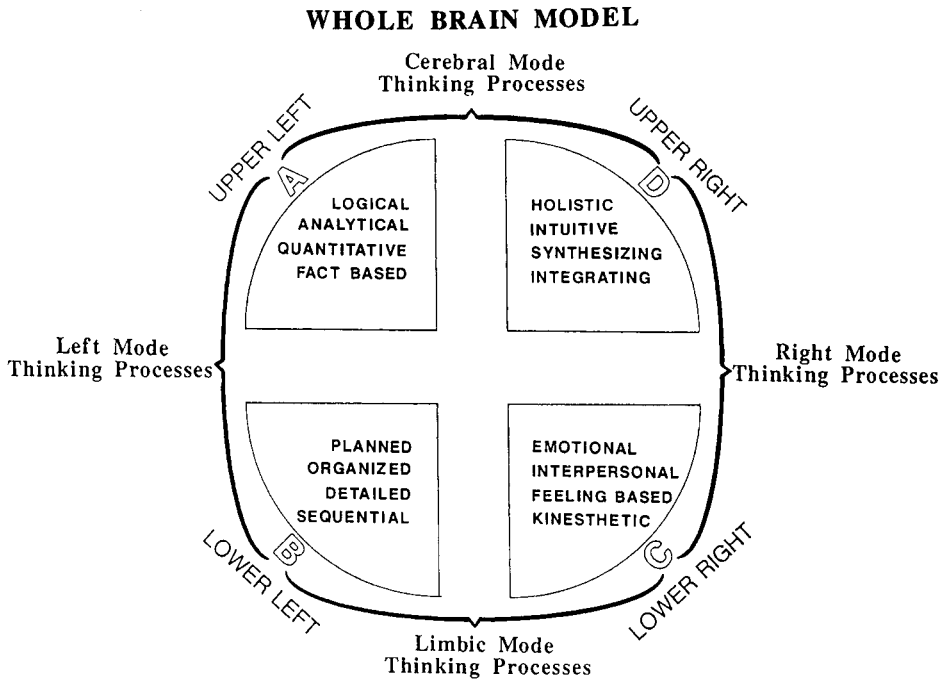 WHOLE BRAIN MODEL
Cerebral Mode
Thinking Processes
UPPER LEFT
A
LOGICAL
ANALYTICAL
QUANTITATIVE
FACT BASED
UPPER RIGHT
D
HOLISTIC
INTUITIVE
SYNTHESIZING
INTEGRATING
Left Mode
Thinking Processes
Right Mode
Thinking Processes
PLANNED
ORGANIZED
DETAILED
SEQUENTIAL
B
LOWER LEFT
EMOTIONAL
INTERPERSONAL
FEELING BASED
KINESTHETIC
C
LOWER RIGHT
Limbic Mode
Thinking Processes